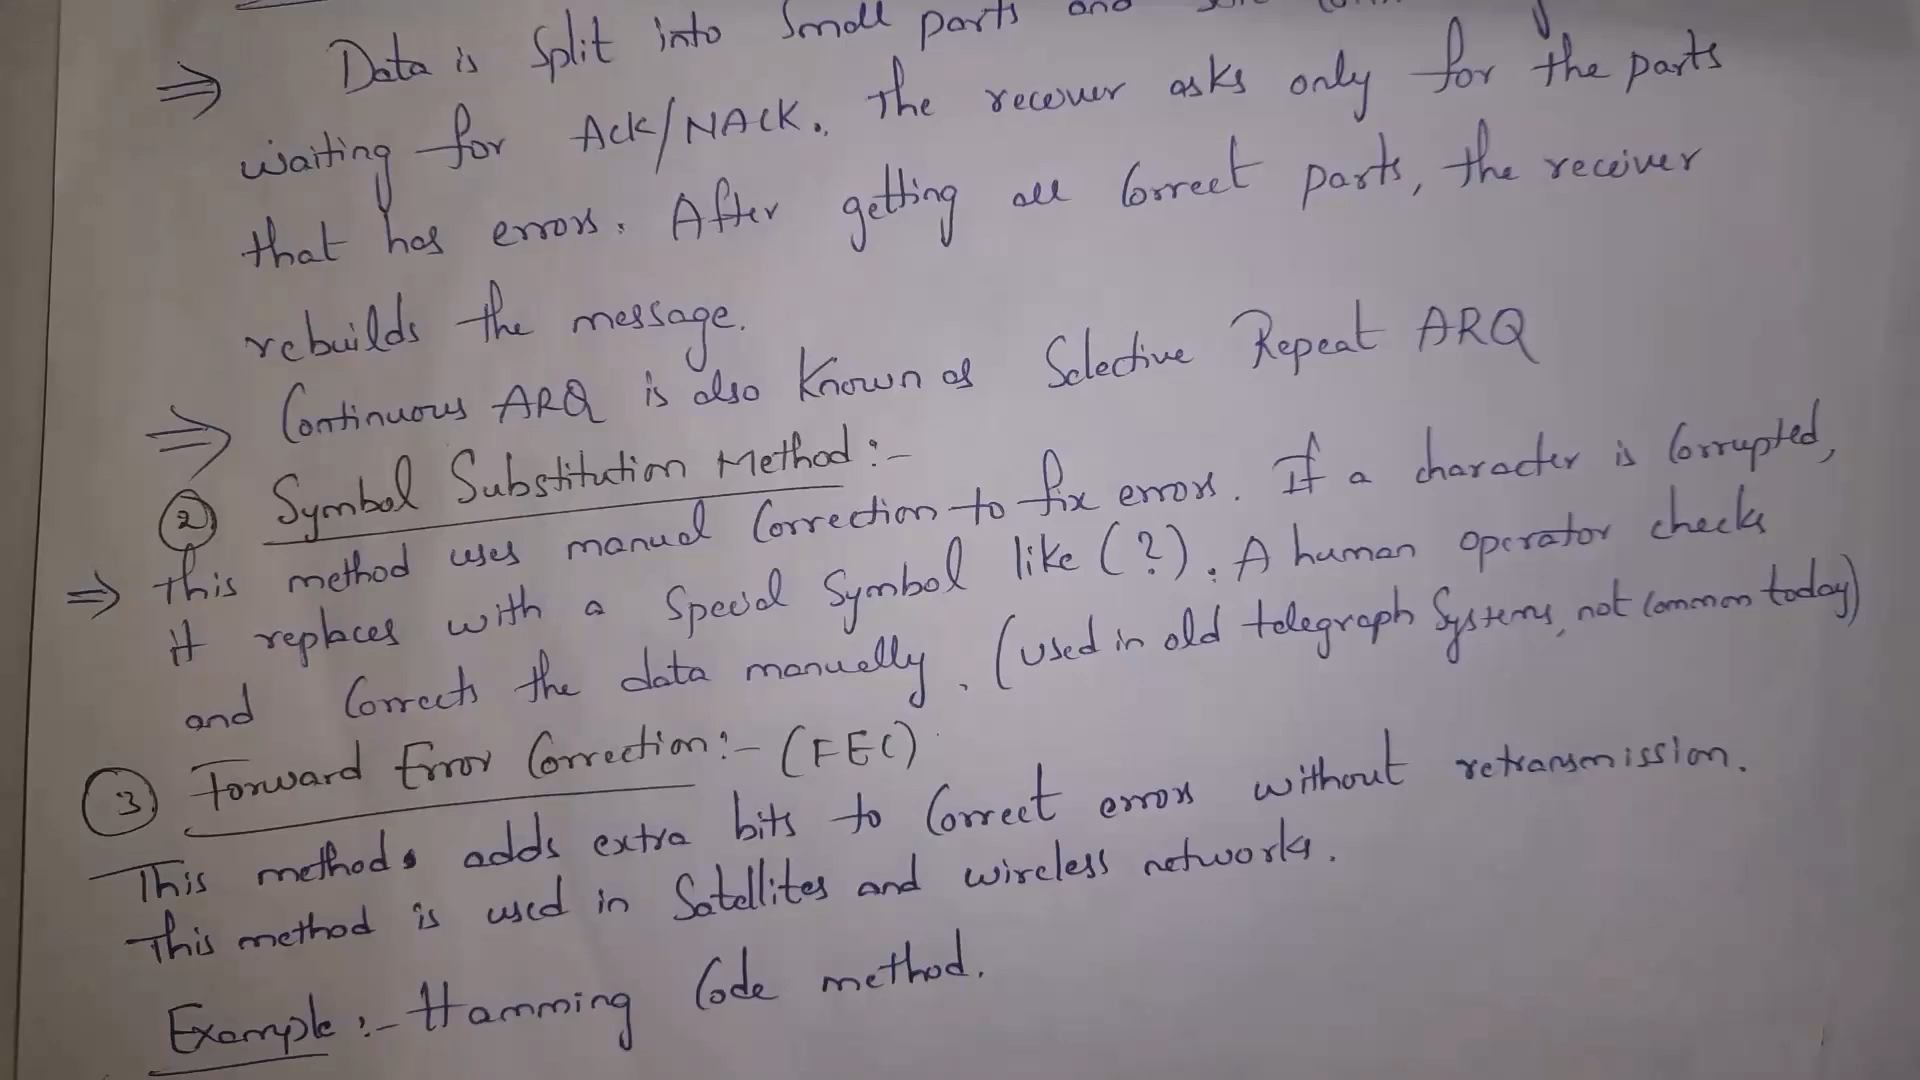 ⇒ Data is split into small parts and
waiting for Ack/NACK. The recever asks only for the parts
that has errors. After getting all correct parts, the receiver
rebuilds the message.
⇒ Continuous ARQ is also known as Selective Repeat ARQ
② Symbol Substitution Method :-
⇒ This method uses manual correction to fix errors. If a character is corrupted,
it replaces with a special symbol like (?). A human operator checks
and corrects the data manually. (used in old telegraph systems, not common today)
③ Forward Error Correction :- (FEC)
This method adds extra bits to correct errors without retransmission.
This method is used in satellites and wireless networks.
Example :- Hamming Code method.